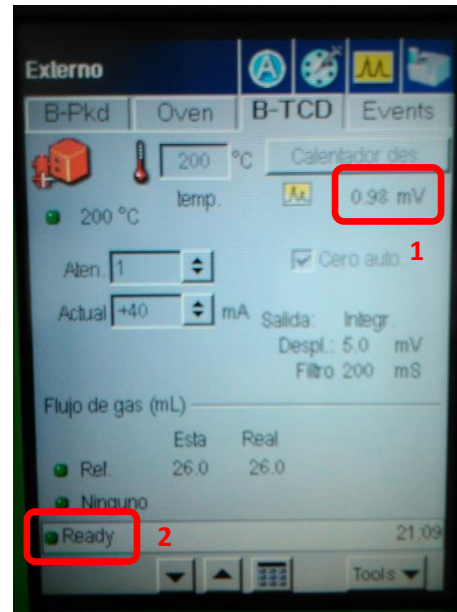 Externo
B-Pkd Oven B-TCD Events
200 °C Calentador des.
temp. 0.98 mV
200 °C
1
Aten. 1 Cero auto.
Actual +40 mA Salida: Integr.
Despl.: 5.0 mV
Filtro 200 mS
Flujo de gas (mL)
Esta Real
Ref. 26.0 26.0
Ninguno
Ready 2 21:09
Tools